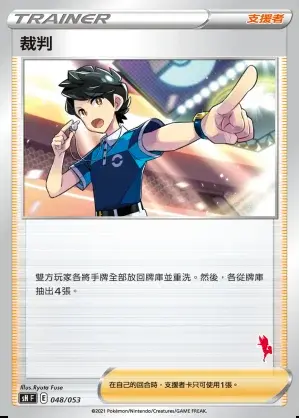 TRAINER 支援者
裁判
雙方玩家各將手牌全部放回牌庫並重洗。然後，各從牌庫
抽出4張。
Illus.Ryuta Fuse
sH F E 048/053
在自己的回合時，支援者卡只可使用1張。
©2021 Pokémon/Nintendo/Creatures/GAME FREAK.